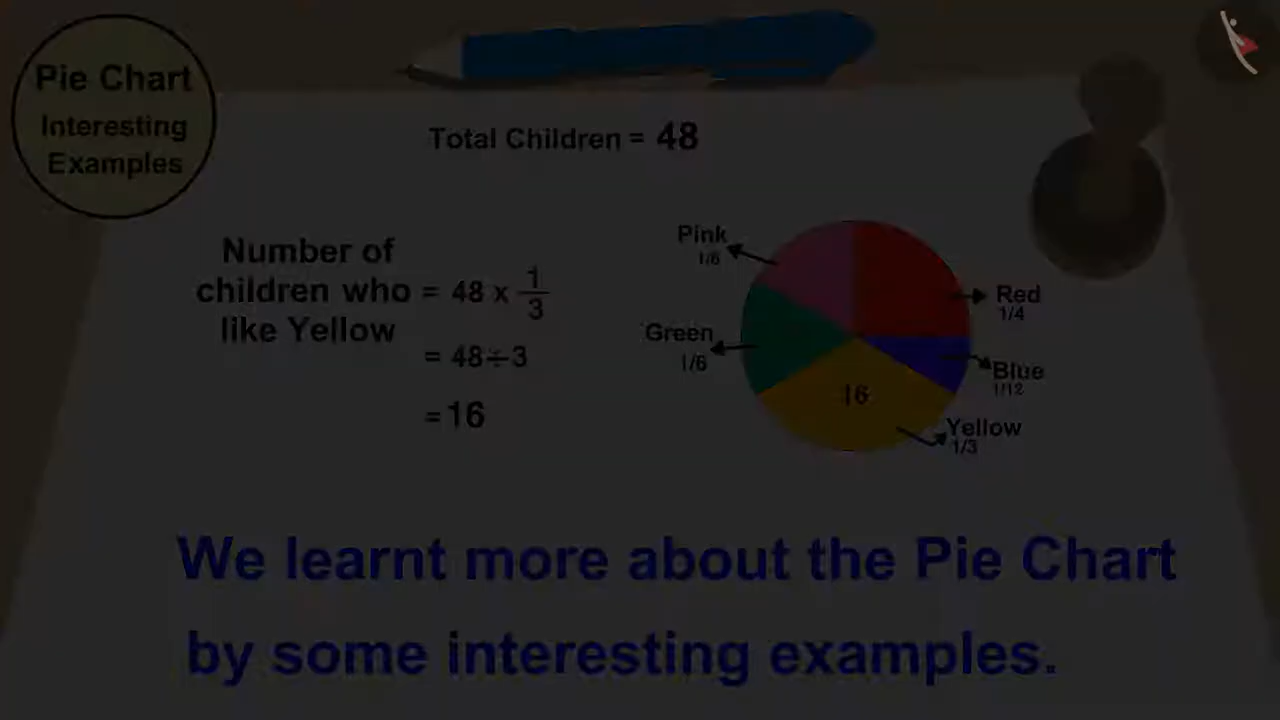 Pie Chart
Interesting
Examples
Total Children = 48
Number of
children who = 48 x 1/3
like Yellow
= 48÷3
= 16
Pink
1/6
Red
1/4
Green
1/6
Blue
1/12
16
Yellow
1/3
We learnt more about the Pie Chart
by some interesting examples.